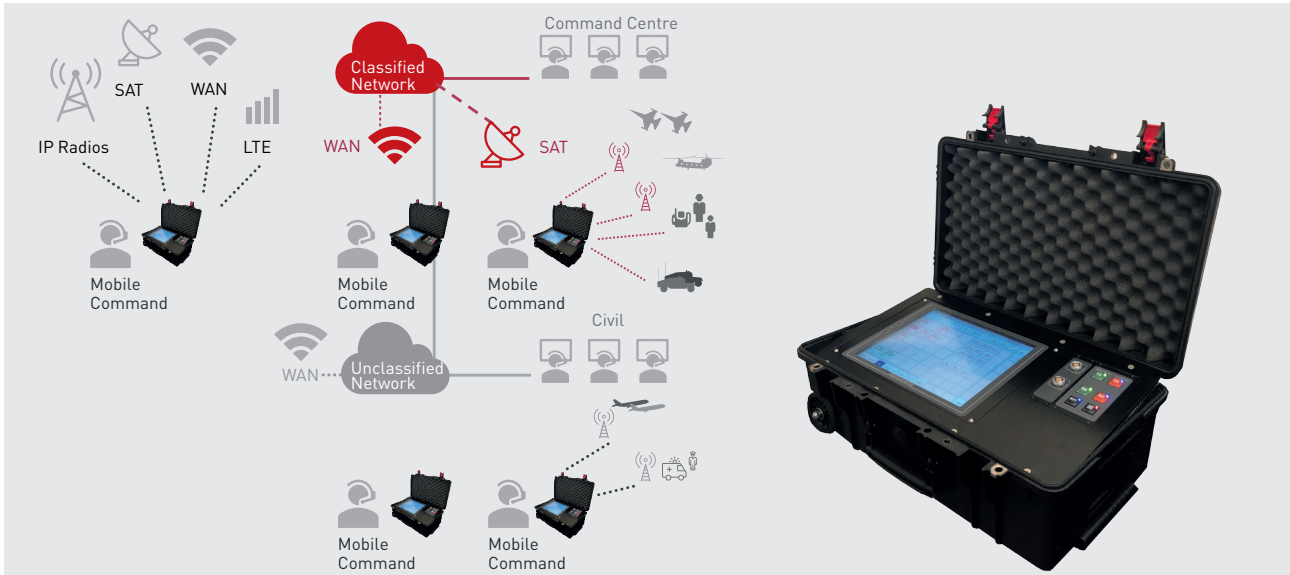 SAT
WAN
IP Radios
LTE
Mobile
Command
Classified
Network
Command Centre
WAN
SAT
Mobile
Command
Mobile
Command
WAN
Unclassified
Network
Civil
Mobile
Command
Mobile
Command